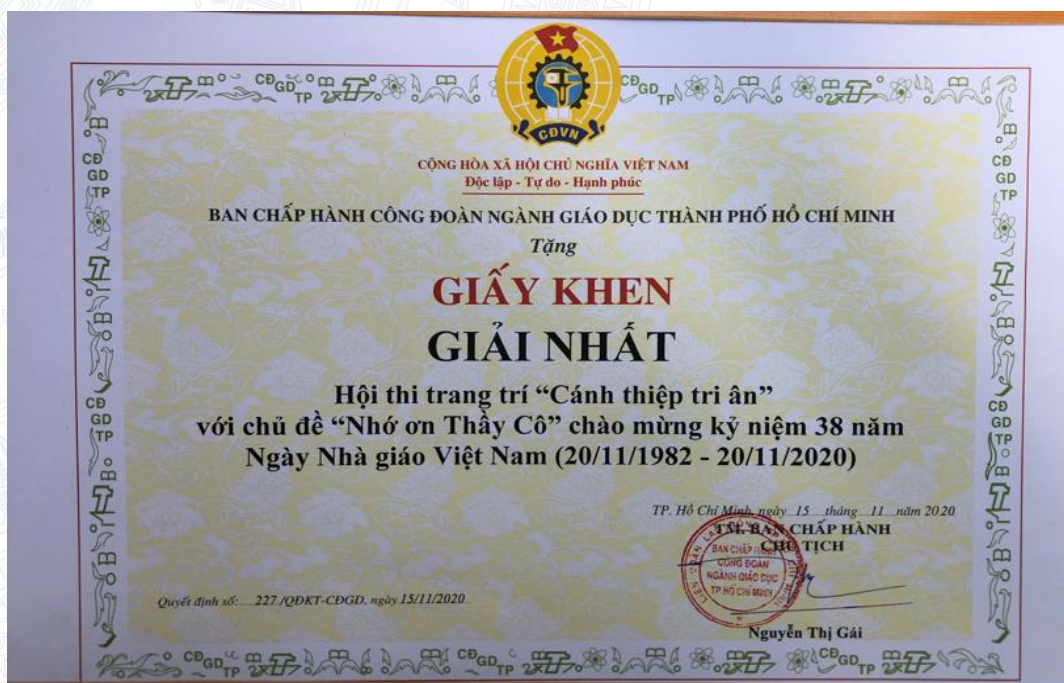 CĐVN
CỘNG HÒA XÃ HỘI CHỦ NGHĨA VIỆT NAM
Độc lập - Tự do - Hạnh phúc
BAN CHẤP HÀNH CÔNG ĐOÀN NGÀNH GIÁO DỤC THÀNH PHỐ HỒ CHÍ MINH
Tặng
GIẤY KHEN
GIẢI NHẤT
Hội thi trang trí “Cánh thiệp tri ân”
với chủ đề “Nhớ ơn Thầy Cô” chào mừng kỷ niệm 38 năm
Ngày Nhà giáo Việt Nam (20/11/1982 - 20/11/2020)
TP. Hồ Chí Minh, ngày 15 tháng 11 năm 2020
TM. BAN CHẤP HÀNH
CHỦ TỊCH
BAN CHẤP HÀNH
CÔNG ĐOÀN
NGÀNH GIÁO DỤC
TP.HỒ CHÍ MINH
Quyết định số: 227 /QĐKT-CĐGD, ngày 15/11/2020
Nguyễn Thị Gái